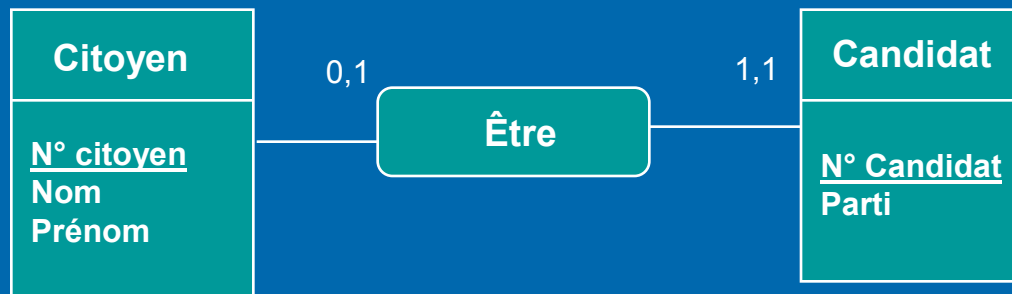 Citoyen
N° citoyen
Nom
Prénom
0,1
Être
1,1
Candidat
N° Candidat
Parti